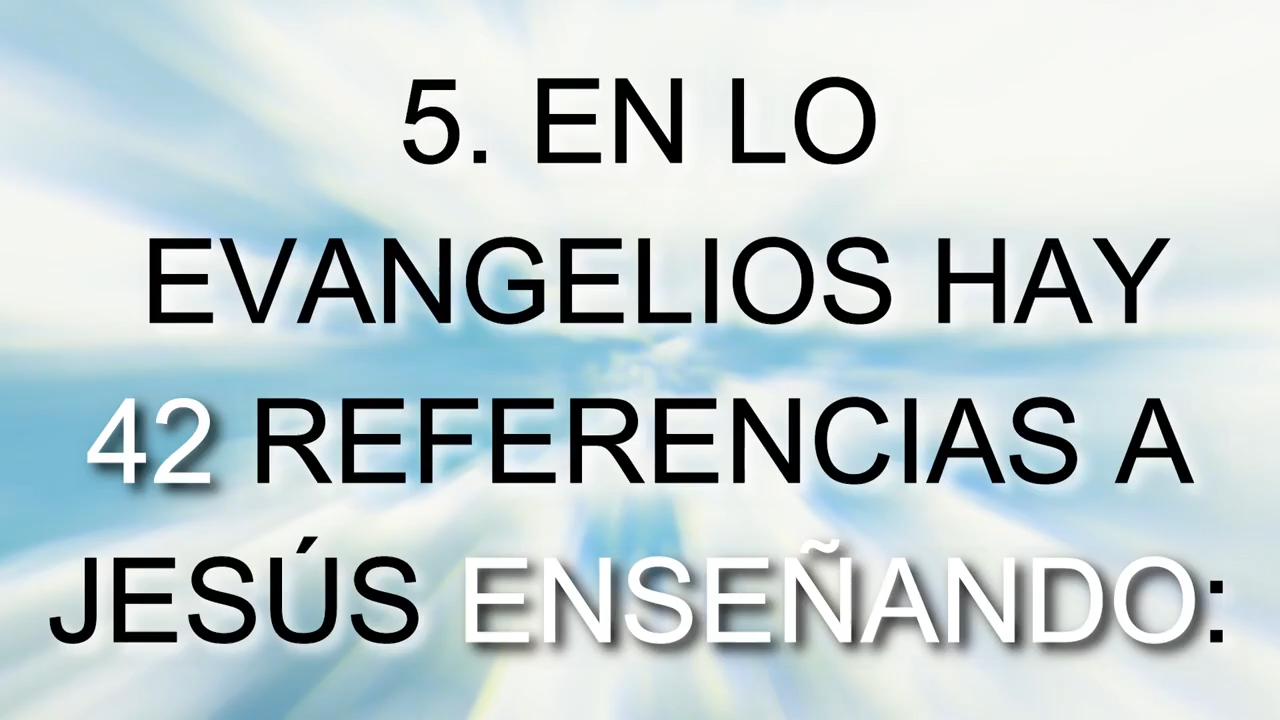 5. EN LO
EVANGELIOS HAY
42 REFERENCIAS A
JESÚS ENSEÑANDO: